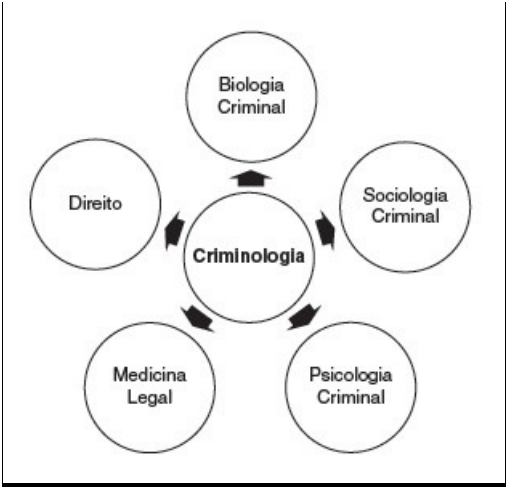 Biologia
Criminal
Direito
Sociologia
Criminal
Criminologia
Medicina
Legal
Psicologia
Criminal